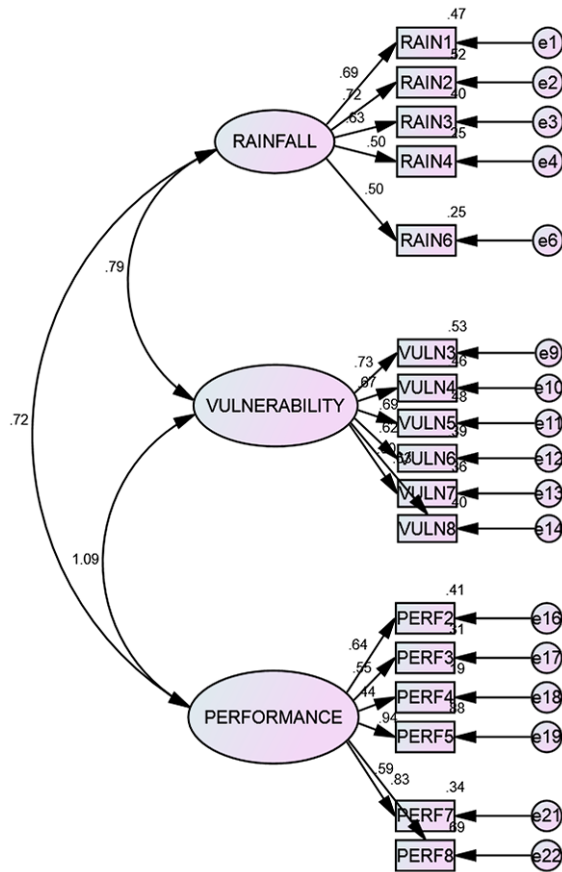 .47
.69 RAIN1 e1
.52
.72 RAIN2 e2
.40
RAINFALL .63 RAIN3 e3
.25
.50 RAIN4 e4
.25
.50 RAIN6 e6
.79
.53
.73 VULN3 e9
.46
.67 VULN4 e10
.48
VULNERABILITY .69 VULN5 e11
.39
.62 VULN6 e12
.36
.63 VULN7 e13
.40
VULN8 e14
.72
1.09
.41
.64 PERF2 e16
.31
.55 PERF3 e17
.19
PERFORMANCE .44 PERF4 e18
.88
.94 PERF5 e19
.34
.59 .83 PERF7 e21
.69
PERF8 e22